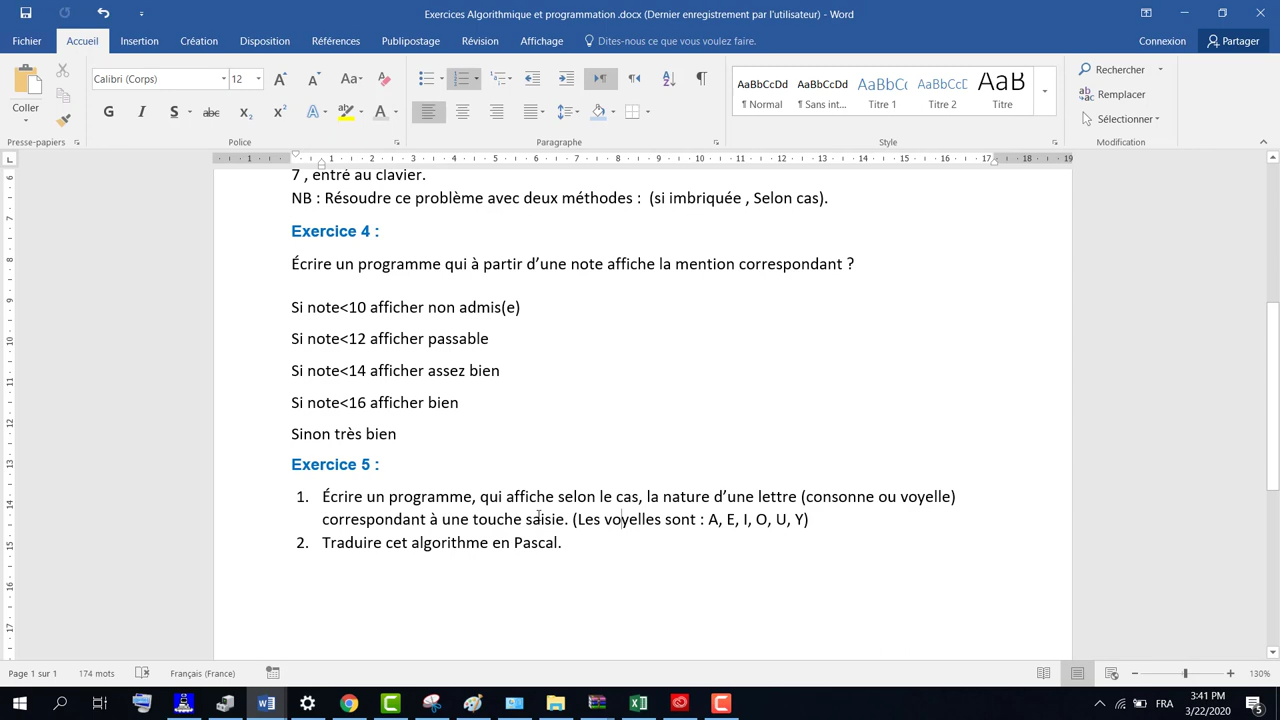 Exercices Algorithmique et programmation .docx (Dernier enregistrement par l'utilisateur) - Word
Fichier Accueil Insertion Création Disposition Références Publipostage Révision Affichage Dites-nous ce que vous voulez faire. Connexion Partager
Calibri (Corps) 12
AaBbCcDd AaBbCcDd AaBbCc AaBbCcD AaB
Rechercher
Coller
¶ Normal ¶ Sans int... Titre 1 Titre 2 Titre
Remplacer
G I S abc x₂ x² A A
Sélectionner
Presse-papiers Police Paragraphe Style Modification
7 , entré au clavier.
NB : Résoudre ce problème avec deux méthodes : (si imbriquée , Selon cas).
Exercice 4 :
Écrire un programme qui à partir d’une note affiche la mention correspondant ?
Si note<10 afficher non admis(e)
Si note<12 afficher passable
Si note<14 afficher assez bien
Si note<16 afficher bien
Sinon très bien
Exercice 5 :
1. Écrire un programme, qui affiche selon le cas, la nature d’une lettre (consonne ou voyelle)
correspondant à une touche saisie. (Les voyelles sont : A, E, I, O, U, Y)
2. Traduire cet algorithme en Pascal.
Page 1 sur 1 174 mots Français (France) 130%
FRA 3:41 PM
3/22/2020